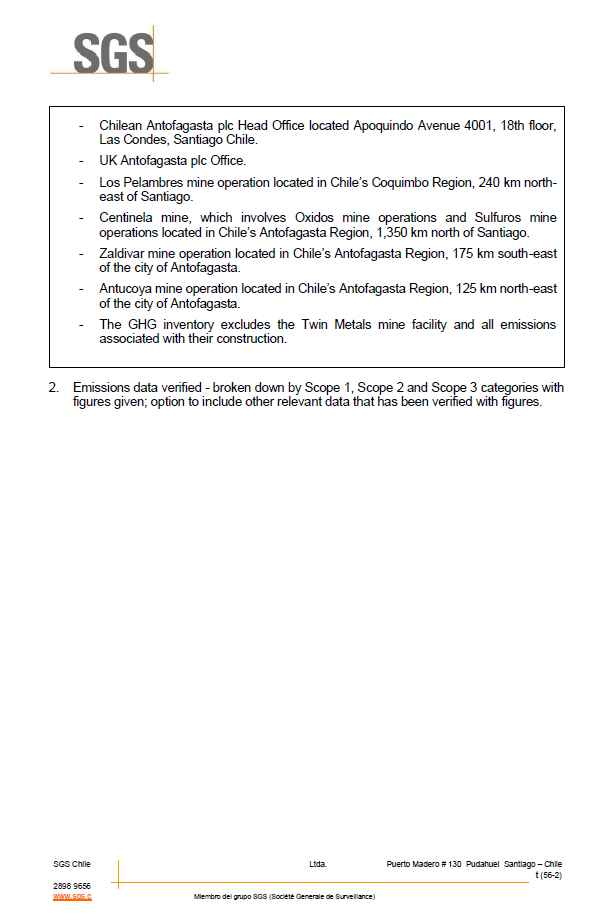 SGS
- Chilean Antofagasta plc Head Office located Apoquindo Avenue 4001, 18th floor,
Las Condes, Santiago Chile.
- UK Antofagasta plc Office.
- Los Pelambres mine operation located in Chile's Coquimbo Region, 240 km north-
east of Santiago.
- Centinela mine, which involves Oxidos mine operations and Sulfuros mine
operations located in Chile's Antofagasta Region, 1,350 km north of Santiago.
- Zaldivar mine operation located in Chile's Antofagasta Region, 175 km south-east
of the city of Antofagasta.
- Antucoya mine operation located in Chile's Antofagasta Region, 125 km north-east
of the city of Antofagasta.
- The GHG inventory excludes the Twin Metals mine facility and all emissions
associated with their construction.
2. Emissions data verified - broken down by Scope 1, Scope 2 and Scope 3 categories with
figures given; option to include other relevant data that has been verified with figures.
SGS Chile Ltda. Puerto Madero # 130 Pudahuel Santiago – Chile
t (56-2)
2898 9656
www.sgs.c
Miembro del grupo SGS (Société Generale de Surveillance)